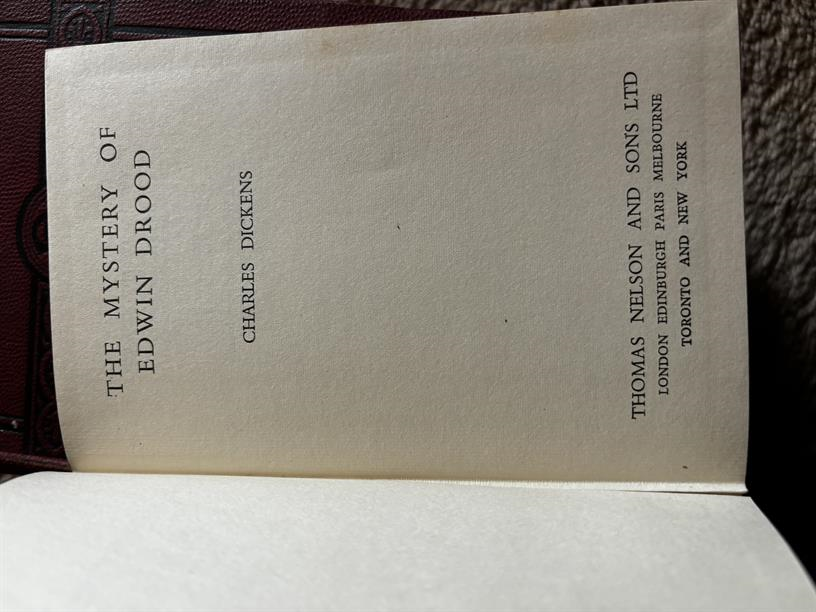 THE MYSTERY OF
EDWIN DROOD
CHARLES DICKENS
THOMAS NELSON AND SONS LTD
LONDON EDINBURGH PARIS MELBOURNE
TORONTO AND NEW YORK